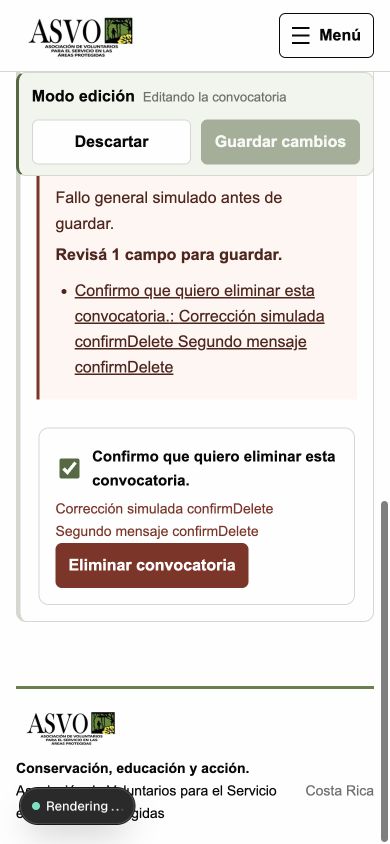 ASVO
ASOCIACIÓN DE VOLUNTARIOS
PARA EL SERVICIO EN LAS
ÁREAS PROTEGIDAS
Menú
Modo edición Editando la convocatoria
Descartar
Guardar cambios
Fallo general simulado antes de
guardar.
Revisá 1 campo para guardar.
Confirmo que quiero eliminar esta
convocatoria.: Corrección simulada
confirmDelete Segundo mensaje
confirmDelete
Confirmo que quiero eliminar esta
convocatoria.
Corrección simulada confirmDelete
Segundo mensaje confirmDelete
Eliminar convocatoria
ASVO
ASOCIACIÓN DE VOLUNTARIOS
PARA EL SERVICIO EN LAS
ÁREAS PROTEGIDAS
Conservación, educación y acción.
para el Servicio
Costa Rica
Rendering ...